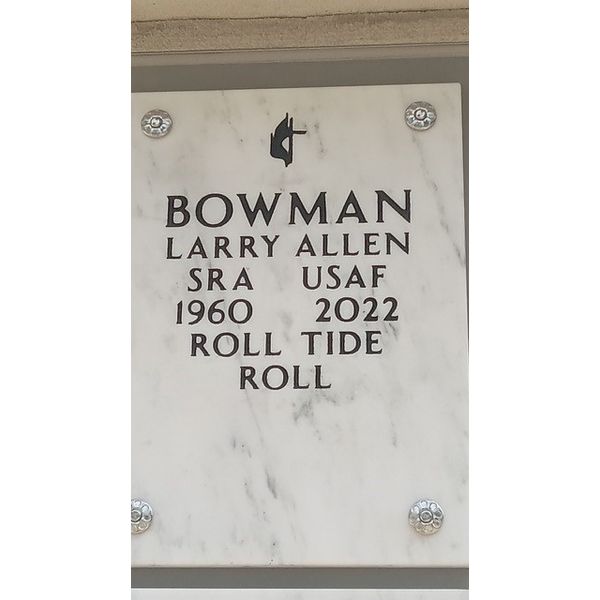 BOWMAN
LARRY ALLEN
SRA USAF
1960 2022
ROLL TIDE
ROLL